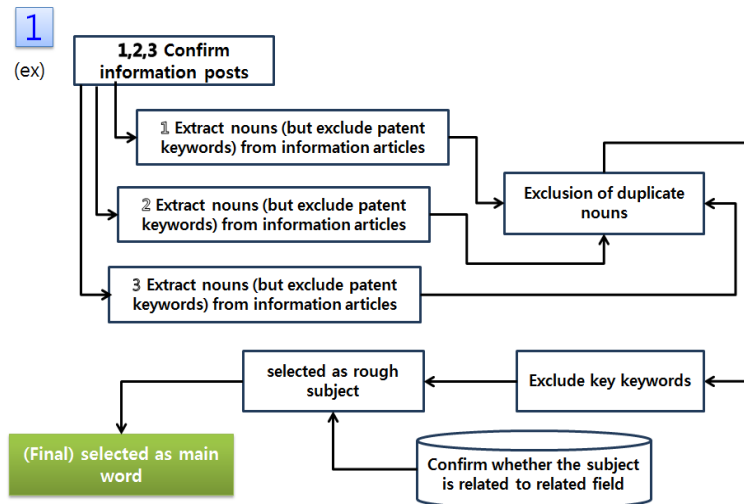 1
(ex)
1,2,3 Confirm
information posts
1 Extract nouns (but exclude patent
keywords) from information articles
2 Extract nouns (but exclude patent
keywords) from information articles
3 Extract nouns (but exclude patent
keywords) from information articles
Exclusion of duplicate
nouns
Exclude key keywords
selected as rough
subject
Confirm whether the subject
is related to related field
(Final) selected as main
word